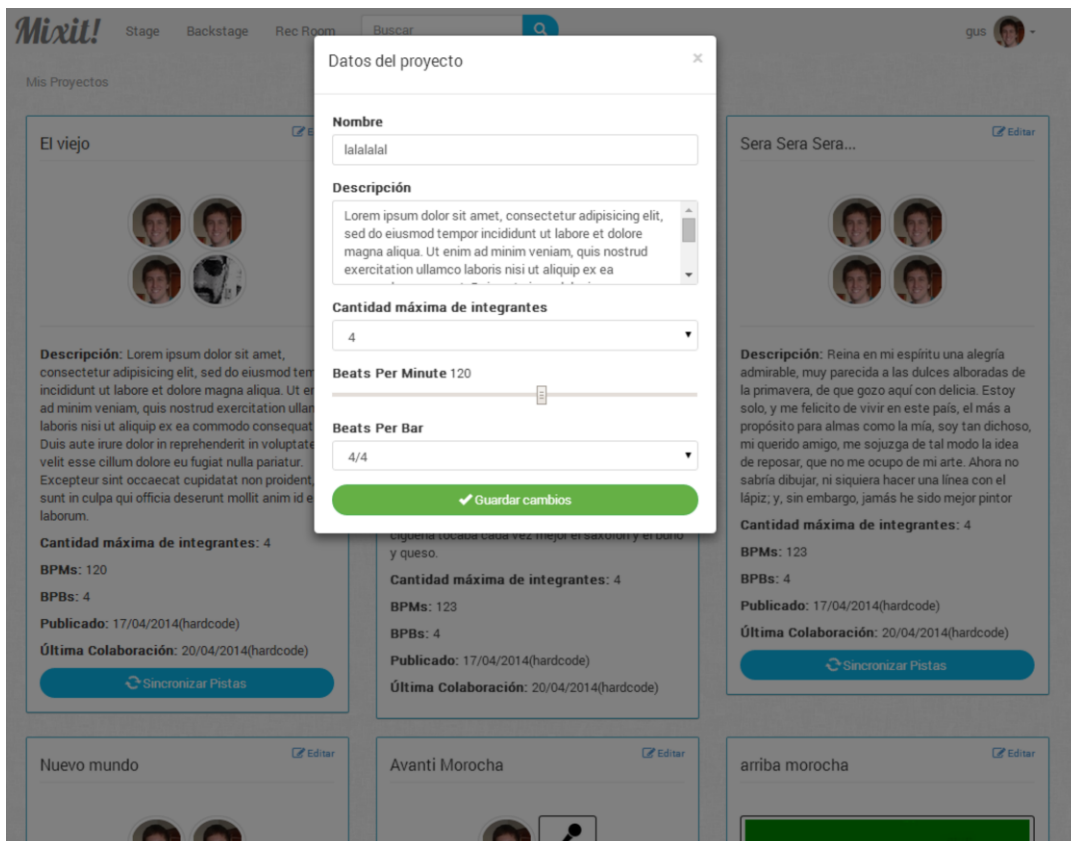 Mixit!
Stage
Backstage
Rec Room
Buscar
gus
Mis Proyectos
Datos del proyecto
×
Nombre
lalalalal
Descripción
Lorem ipsum dolor sit amet, consectetur adipisicing elit,
sed do eiusmod tempor incididunt ut labore et dolore
magna aliqua. Ut enim ad minim veniam, quis nostrud
exercitation ullamco laboris nisi ut aliquip ex ea
Cantidad máxima de integrantes
4
Beats Per Minute 120
Beats Per Bar
4/4
Guardar cambios
El viejo
Descripción: Lorem ipsum dolor sit amet,
consectetur adipisicing elit, sed do eiusmod tem
incididunt ut labore et dolore magna aliqua. Ut e
ad minim veniam, quis nostrud exercitation ullan
laboris nisi ut aliquip ex ea commodo consequat
Duis aute irure dolor in reprehenderit in voluptate
velit esse cillum dolore eu fugiat nulla pariatur.
Excepteur sint occaecat cupidatat non proident,
sunt in culpa qui officia deserunt mollit anim id e
laborum.
Cantidad máxima de integrantes: 4
BPMs: 120
BPBs: 4
Publicado: 17/04/2014(hardcode)
Última Colaboración: 20/04/2014(hardcode)
Sincronizar Pistas
cigüeña tocaba cada vez mejor el saxofón y el búho
y queso.
Cantidad máxima de integrantes: 4
BPMs: 123
BPBs: 4
Publicado: 17/04/2014(hardcode)
Última Colaboración: 20/04/2014(hardcode)
Sera Sera Sera...
Editar
Descripción: Reina en mi espíritu una alegría
admirable, muy parecida a las dulces alboradas de
la primavera, de que gozo aquí con delicia. Estoy
solo, y me felicito de vivir en este país, el más a
propósito para almas como la mía, soy tan dichoso,
mi querido amigo, me sojuzga de tal modo la idea
de reposar, que no me ocupo de mi arte. Ahora no
sabría dibujar, ni siquiera hacer una línea con el
lápiz; y, sin embargo, jamás he sido mejor pintor
Cantidad máxima de integrantes: 4
BPMs: 123
BPBs: 4
Publicado: 17/04/2014(hardcode)
Última Colaboración: 20/04/2014(hardcode)
Sincronizar Pistas
Nuevo mundo
Editar
Avanti Morocha
Editar
arriba morocha
Editar